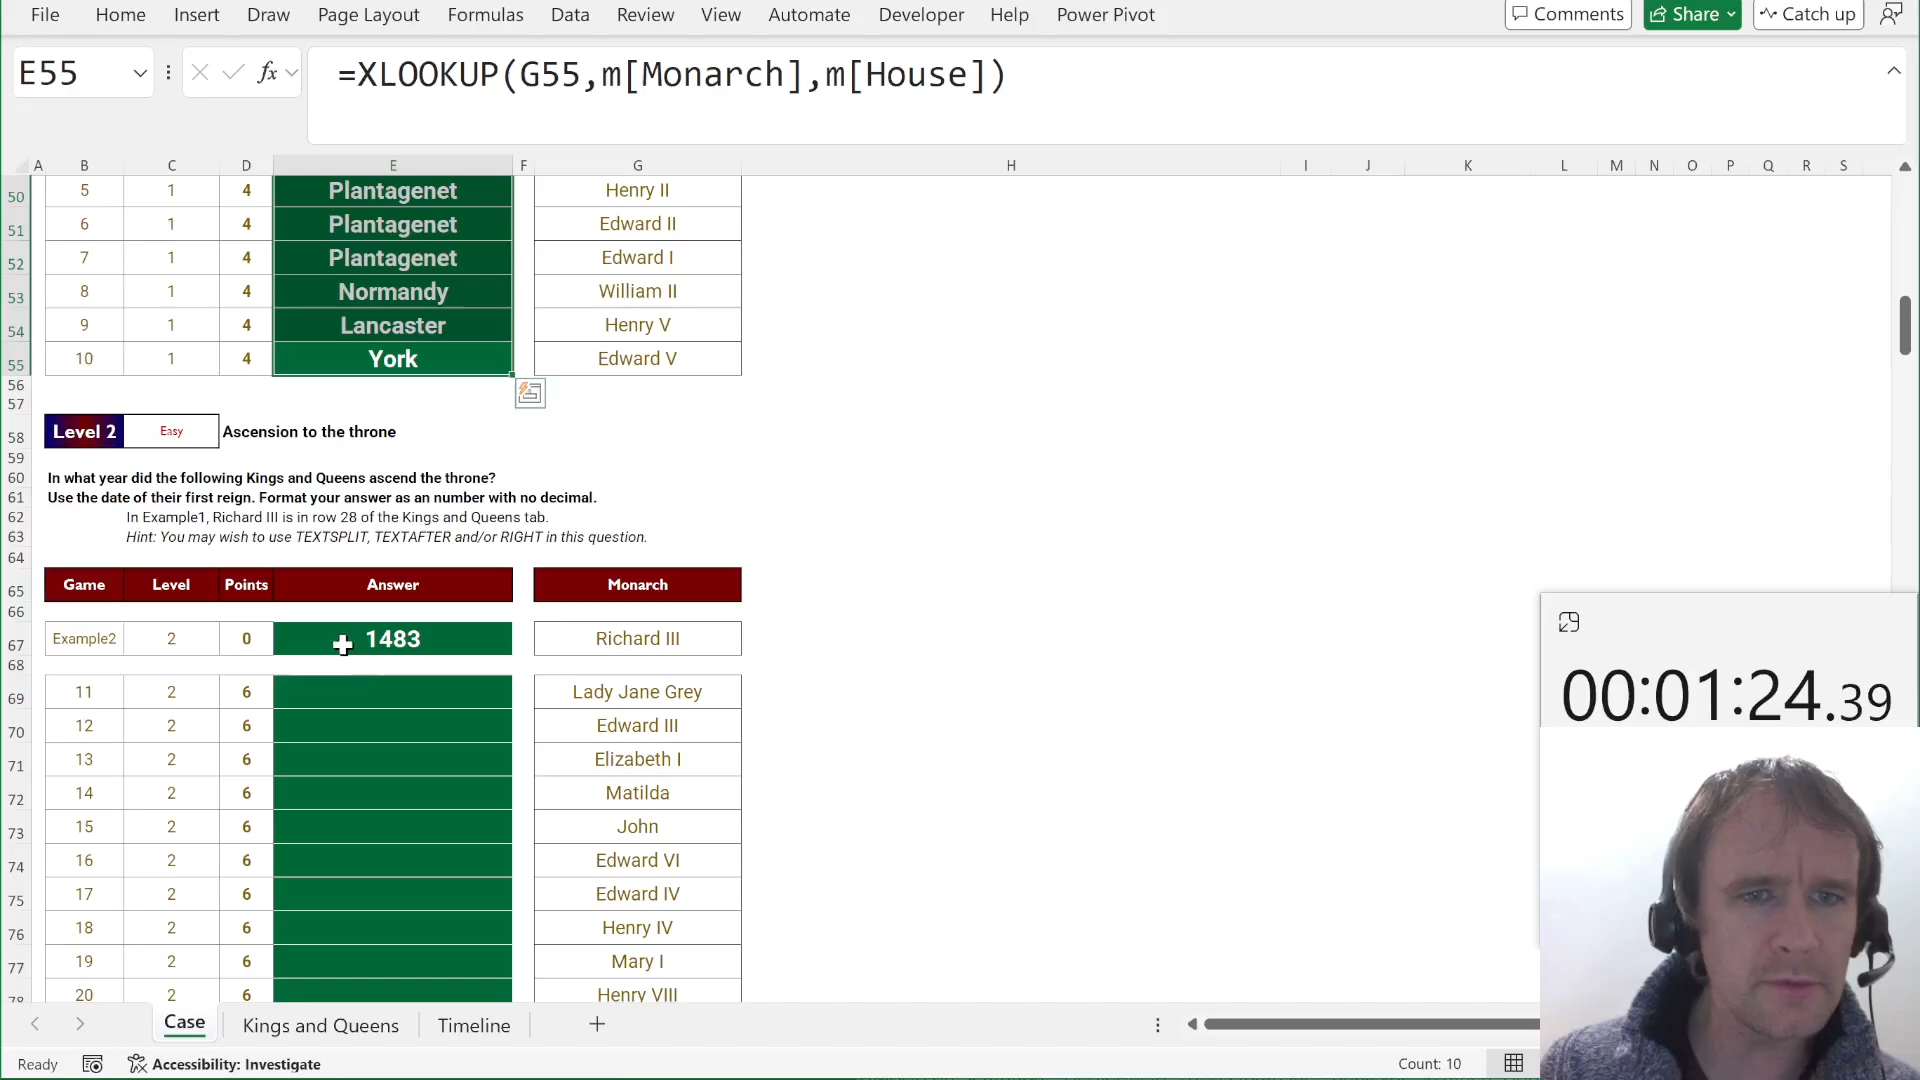 File Home Insert Draw Page Layout Formulas Data Review View Automate Developer Help Power Pivot Comments Share Catch up
E55 fx =XLOOKUP(G55,m[Monarch],m[House])
A B C D E F G H I J K L M N O P Q R S
50 5 1 4 Plantagenet Henry II
51 6 1 4 Plantagenet Edward II
52 7 1 4 Plantagenet Edward I
53 8 1 4 Normandy William II
54 9 1 4 Lancaster Henry V
55 10 1 4 York Edward V
56
57
58 Level 2 Easy Ascension to the throne
59
60 In what year did the following Kings and Queens ascend the throne?
61 Use the date of their first reign. Format your answer as an number with no decimal.
62 In Example1, Richard III is in row 28 of the Kings and Queens tab.
63 Hint: You may wish to use TEXTSPLIT, TEXTAFTER and/or RIGHT in this question.
64
65 Game Level Points Answer Monarch
66
67 Example2 2 0 1483 Richard III
68
69 11 2 6 Lady Jane Grey
70 12 2 6 Edward III
71 13 2 6 Elizabeth I
72 14 2 6 Matilda
73 15 2 6 John
74 16 2 6 Edward VI
75 17 2 6 Edward IV
76 18 2 6 Henry IV
77 19 2 6 Mary I
78 20 2 6 Henry VIII
00:01:24.39
Case Kings and Queens Timeline
Ready Accessibility: Investigate Count: 10